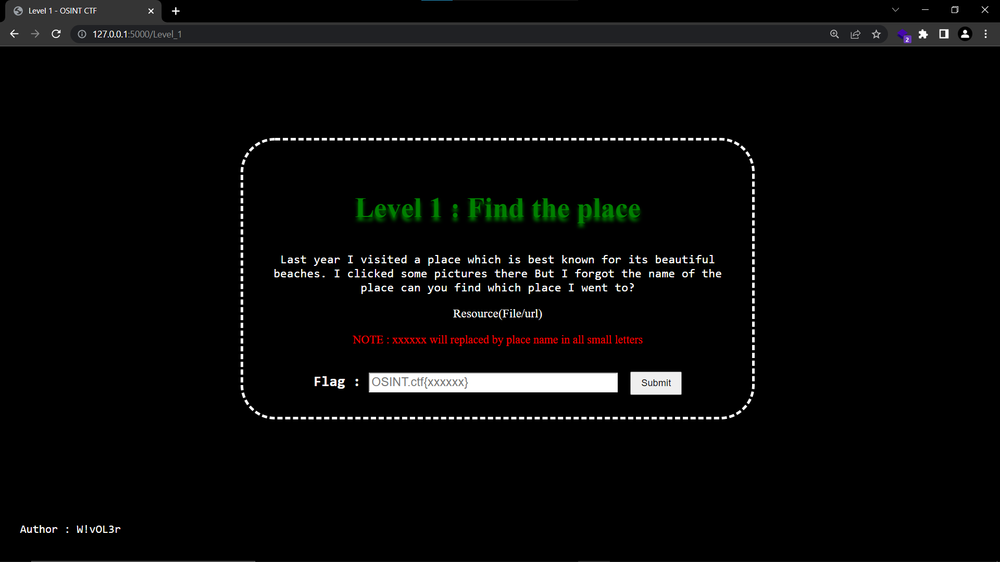 Level 1 - OSINT CTF
127.0.0.1:5000/Level_1
2
Level 1 : Find the place
Last year I visited a place which is best known for its beautiful
beaches. I clicked some pictures there But I forgot the name of the
place can you find which place I went to?
Resource(File/url)
NOTE : xxxxxx will replaced by place name in all small letters
Flag : OSINT.ctf{xxxxxx} Submit
Author : W!vOL3r